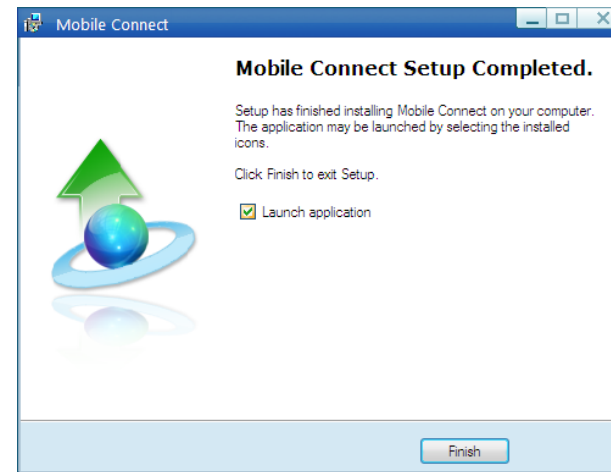 Mobile Connect
Mobile Connect Setup Completed.
Setup has finished installing Mobile Connect on your computer.
The application may be launched by selecting the installed
icons.
Click Finish to exit Setup.
Launch application
Finish